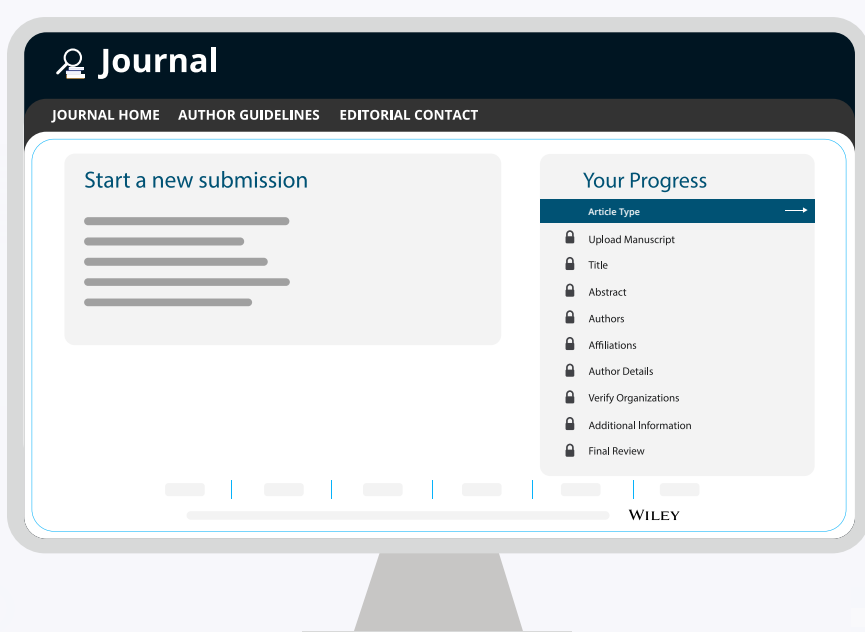 Journal
JOURNAL HOME AUTHOR GUIDELINES EDITORIAL CONTACT
Start a new submission
Your Progress
Article Type
Upload Manuscript
Title
Abstract
Authors
Affiliations
Author Details
Verify Organizations
Additional Information
Final Review
WILEY